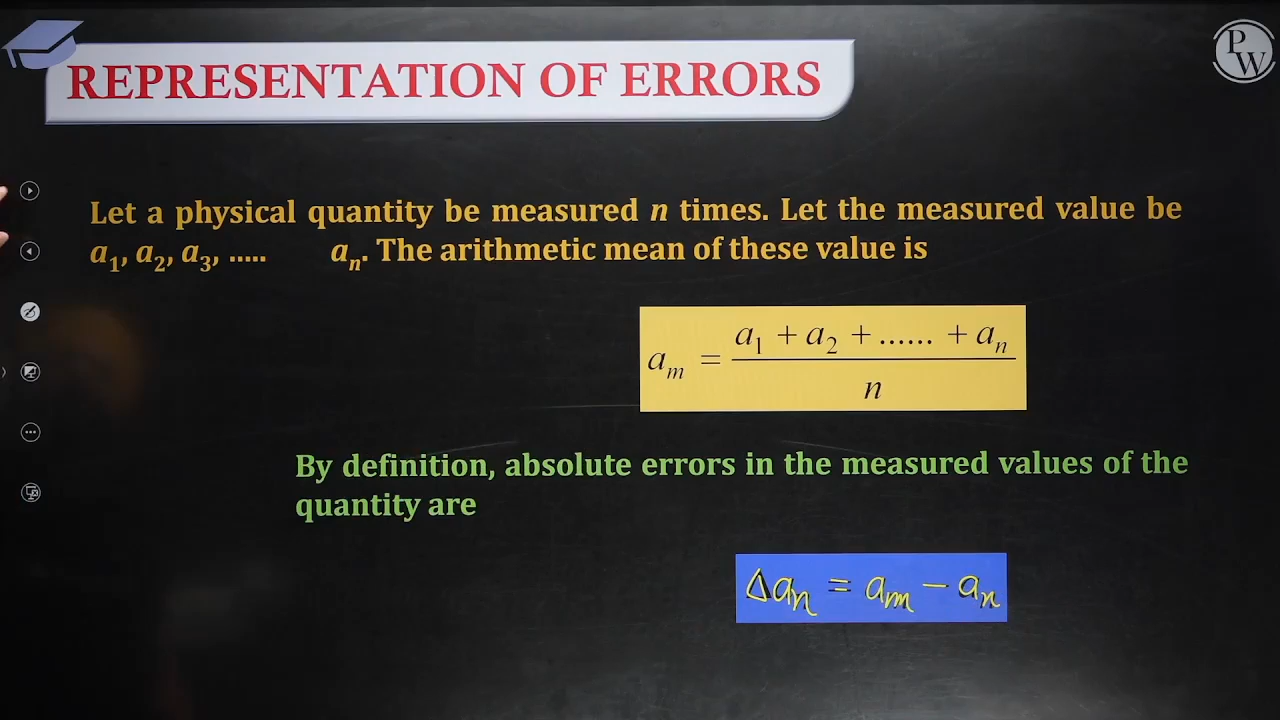 PW
REPRESENTATION OF ERRORS
Let a physical quantity be measured n times. Let the measured value be
a₁, a₂, a₃, ..... aₙ. The arithmetic mean of these value is
aₘ = (a₁ + a₂ + ...... + aₙ) / n
By definition, absolute errors in the measured values of the
quantity are
Δaₙ = aₘ − aₙ